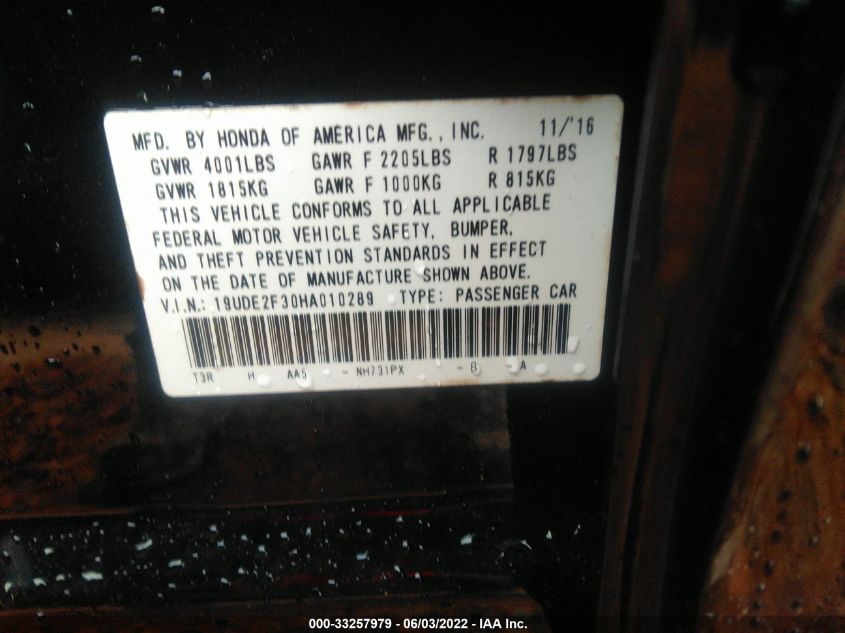 MFD. BY HONDA OF AMERICA MFG., INC. 11/'16
GVWR 4001LBS GAWR F 2205LBS R 1797LBS
GVWR 1815KG GAWR F 1000KG R 815KG
THIS VEHICLE CONFORMS TO ALL APPLICABLE
FEDERAL MOTOR VEHICLE SAFETY, BUMPER,
AND THEFT PREVENTION STANDARDS IN EFFECT
ON THE DATE OF MANUFACTURE SHOWN ABOVE.
V.I.N.: 19UDE2F30HA010289 TYPE: PASSENGER CAR
T3R H AA5 - NH731PX - B - A
000-33257979 - 06/03/2022 - IAA Inc.